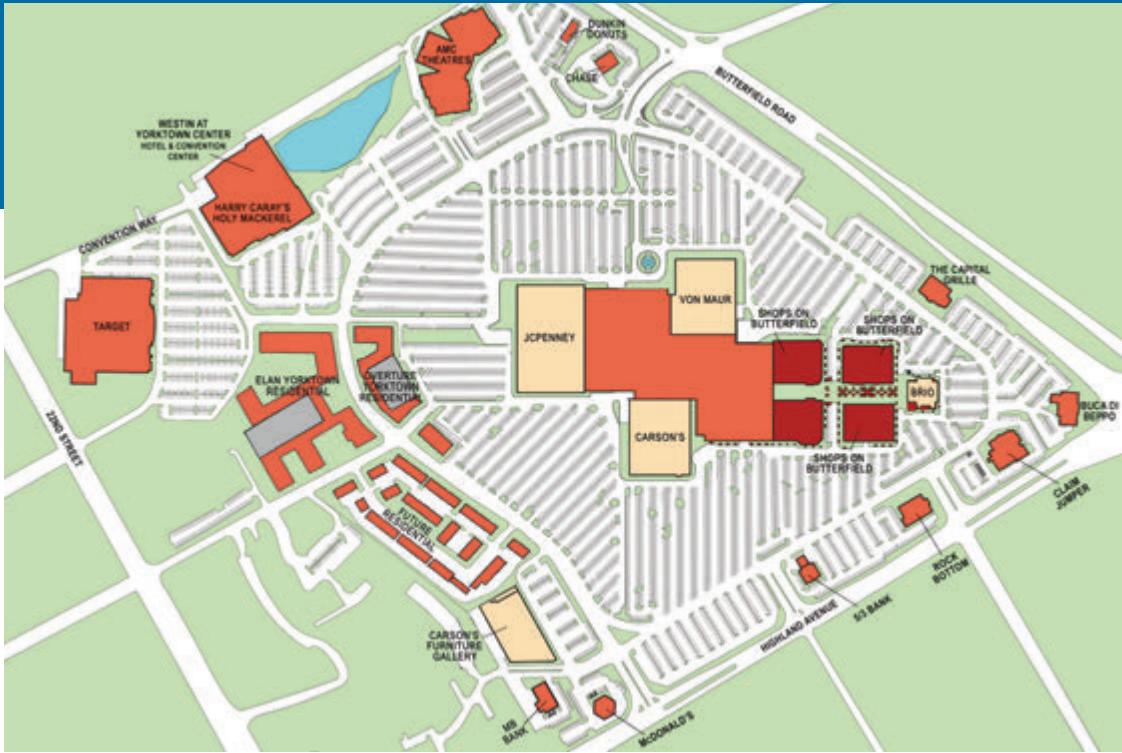 DUNKIN
DONUTS
AMC
THEATRES
CHASE
BUTTERFIELD ROAD
WESTIN AT
YORKTOWN CENTER
HOTEL & CONVENTION
CENTER
HARRY CARAY'S
HOLY MACKEREL
CONVENTION WAY
THE CAPITAL
GRILLE
TARGET
VON MAUR
SHOPS ON
BUTTERFIELD
SHOPS ON
BUTTERFIELD
JCPENNEY
ELAN YORKTOWN
RESIDENTIAL
OVERTURE
YORKTOWN
RESIDENTIAL
BRIO
BUCA DI
BEPPO
22ND STREET
CARSON'S
SHOPS ON
BUTTERFIELD
CLAIM
JUMPER
FUTURE
RESIDENTIAL
ROCK
BOTTOM
5/3 BANK
HIGHLAND AVENUE
CARSON'S
FURNITURE
GALLERY
MB
BANK
McDONALD'S